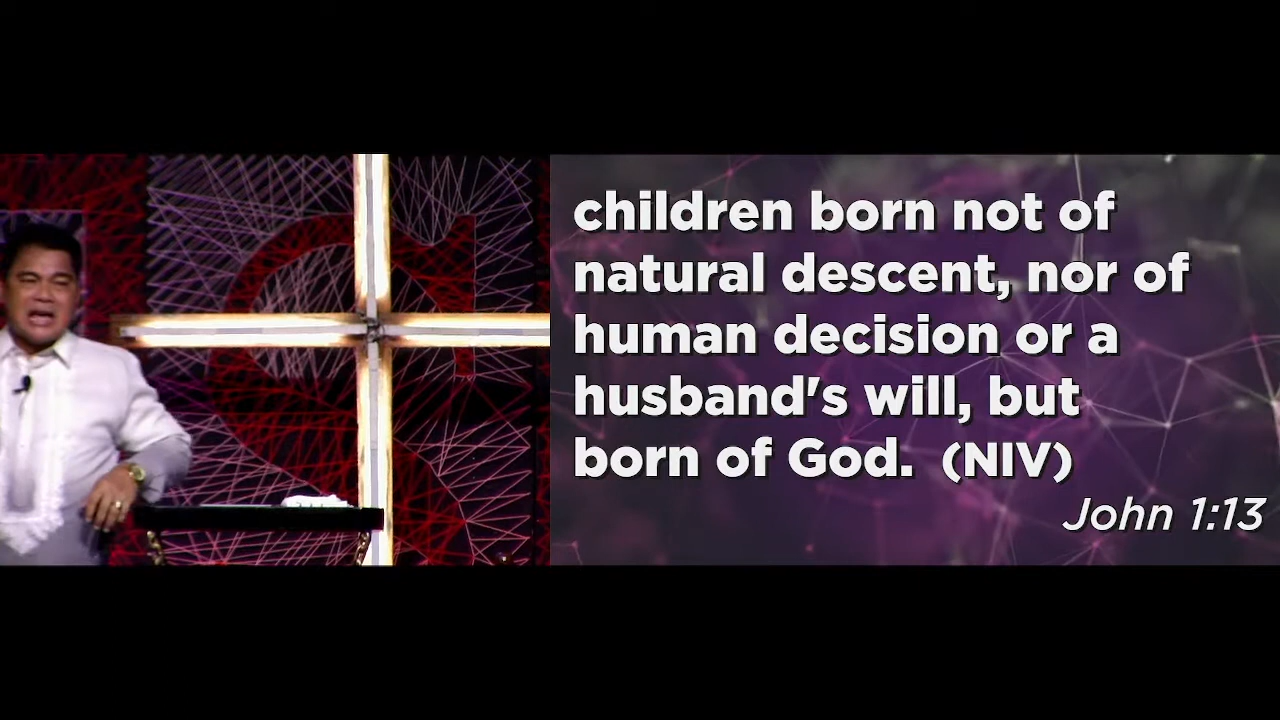 children born not of
natural descent, nor of
human decision or a
husband's will, but
born of God. (NIV)
John 1:13